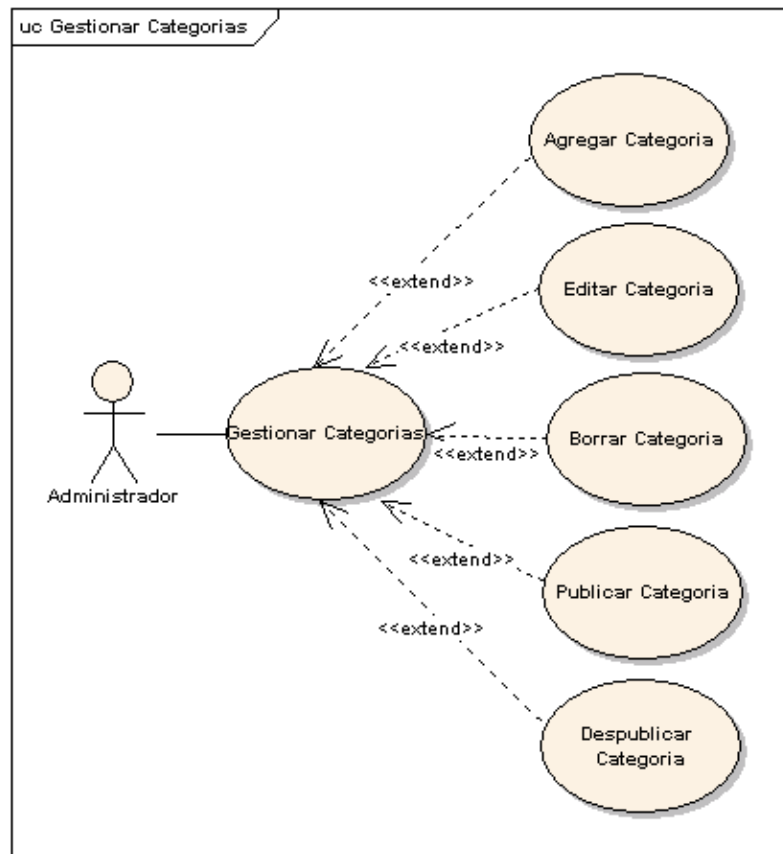 uc Gestionar Categorias
Agregar Categoria
<<extend>>
Editar Categoria
<<extend>>
Gestionar Categorias
Borrar Categoria
<<extend>>
Administrador
<<extend>>
Publicar Categoria
<<extend>>
Despublicar
Categoria